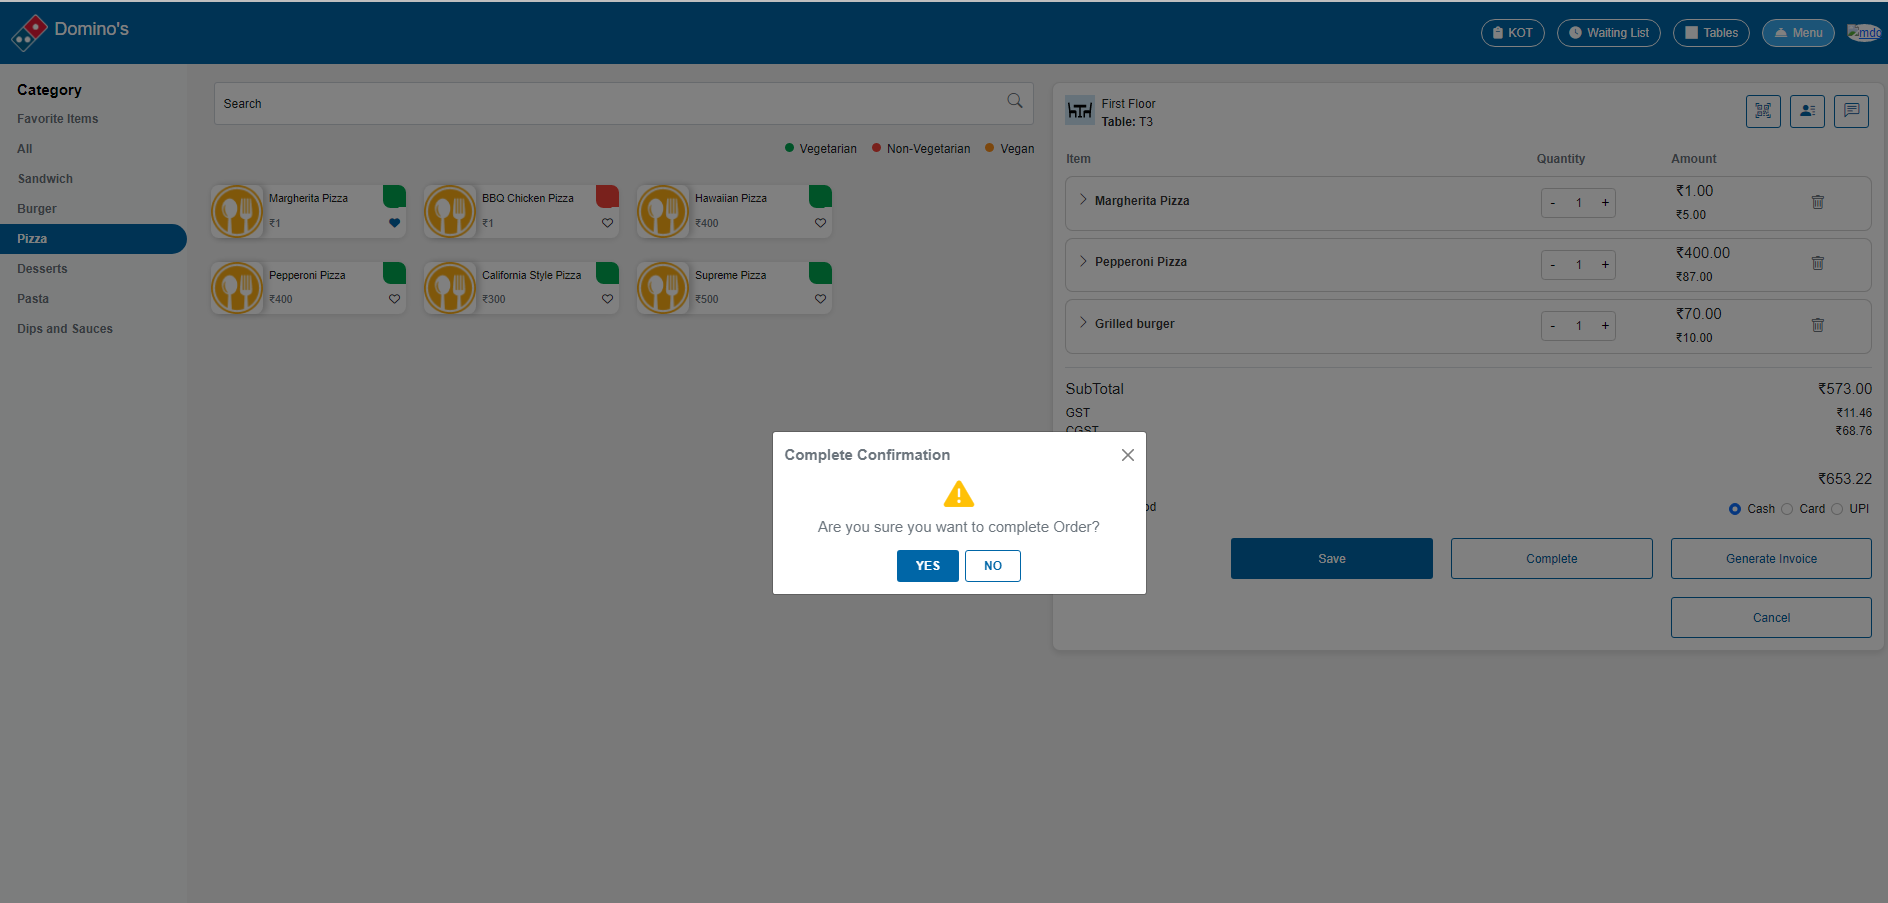 Domino's
KOT
Waiting List
Tables
Menu
Category
Favorite Items
All
Sandwich
Burger
Pizza
Desserts
Pasta
Dips and Sauces
Search
Vegetarian
Non-Vegetarian
Vegan
Margherita Pizza
₹1
BBQ Chicken Pizza
₹1
Hawaiian Pizza
₹400
Pepperoni Pizza
₹400
California Style Pizza
₹300
Supreme Pizza
₹500
First Floor
Table: T3
Item Quantity Amount
Margherita Pizza - 1 + ₹1.00
₹5.00
Pepperoni Pizza - 1 + ₹400.00
₹87.00
Grilled burger - 1 + ₹70.00
₹10.00
SubTotal ₹573.00
GST ₹11.46
CGST ₹68.76
₹653.22
Cash Card UPI
Save
Complete
Generate Invoice
Cancel
Complete Confirmation
Are you sure you want to complete Order?
YES
NO